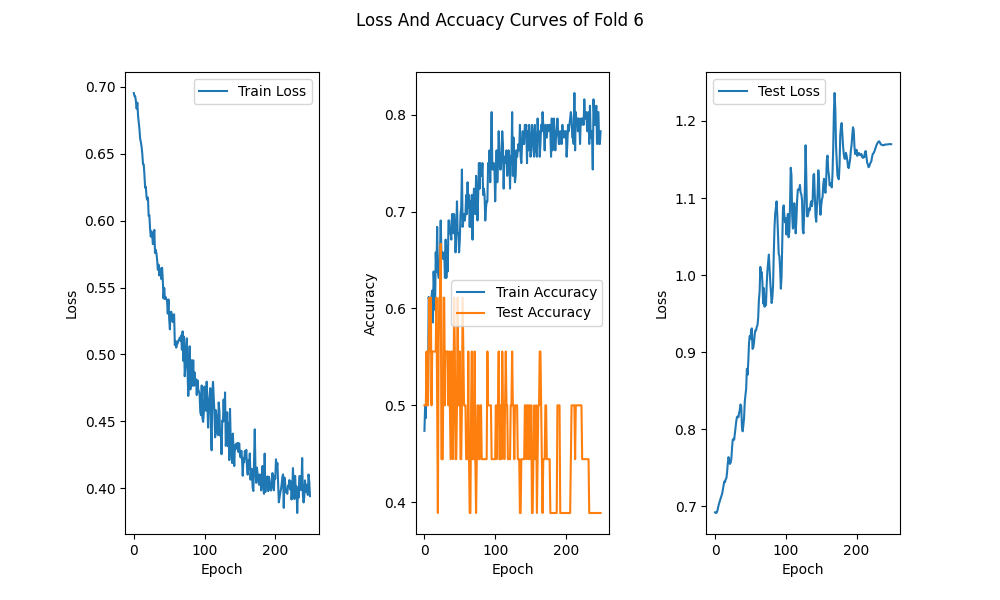 Loss And Accuacy Curves of Fold 6
Train Loss
0.70
0.65
0.60
0.55
0.50
0.45
0.40
Loss
0
100
200
Epoch
0.8
0.7
0.6
0.5
0.4
Accuracy
Train Accuracy
Test Accuracy
0
100
200
Epoch
Test Loss
1.2
1.1
1.0
0.9
0.8
0.7
Loss
0
100
200
Epoch